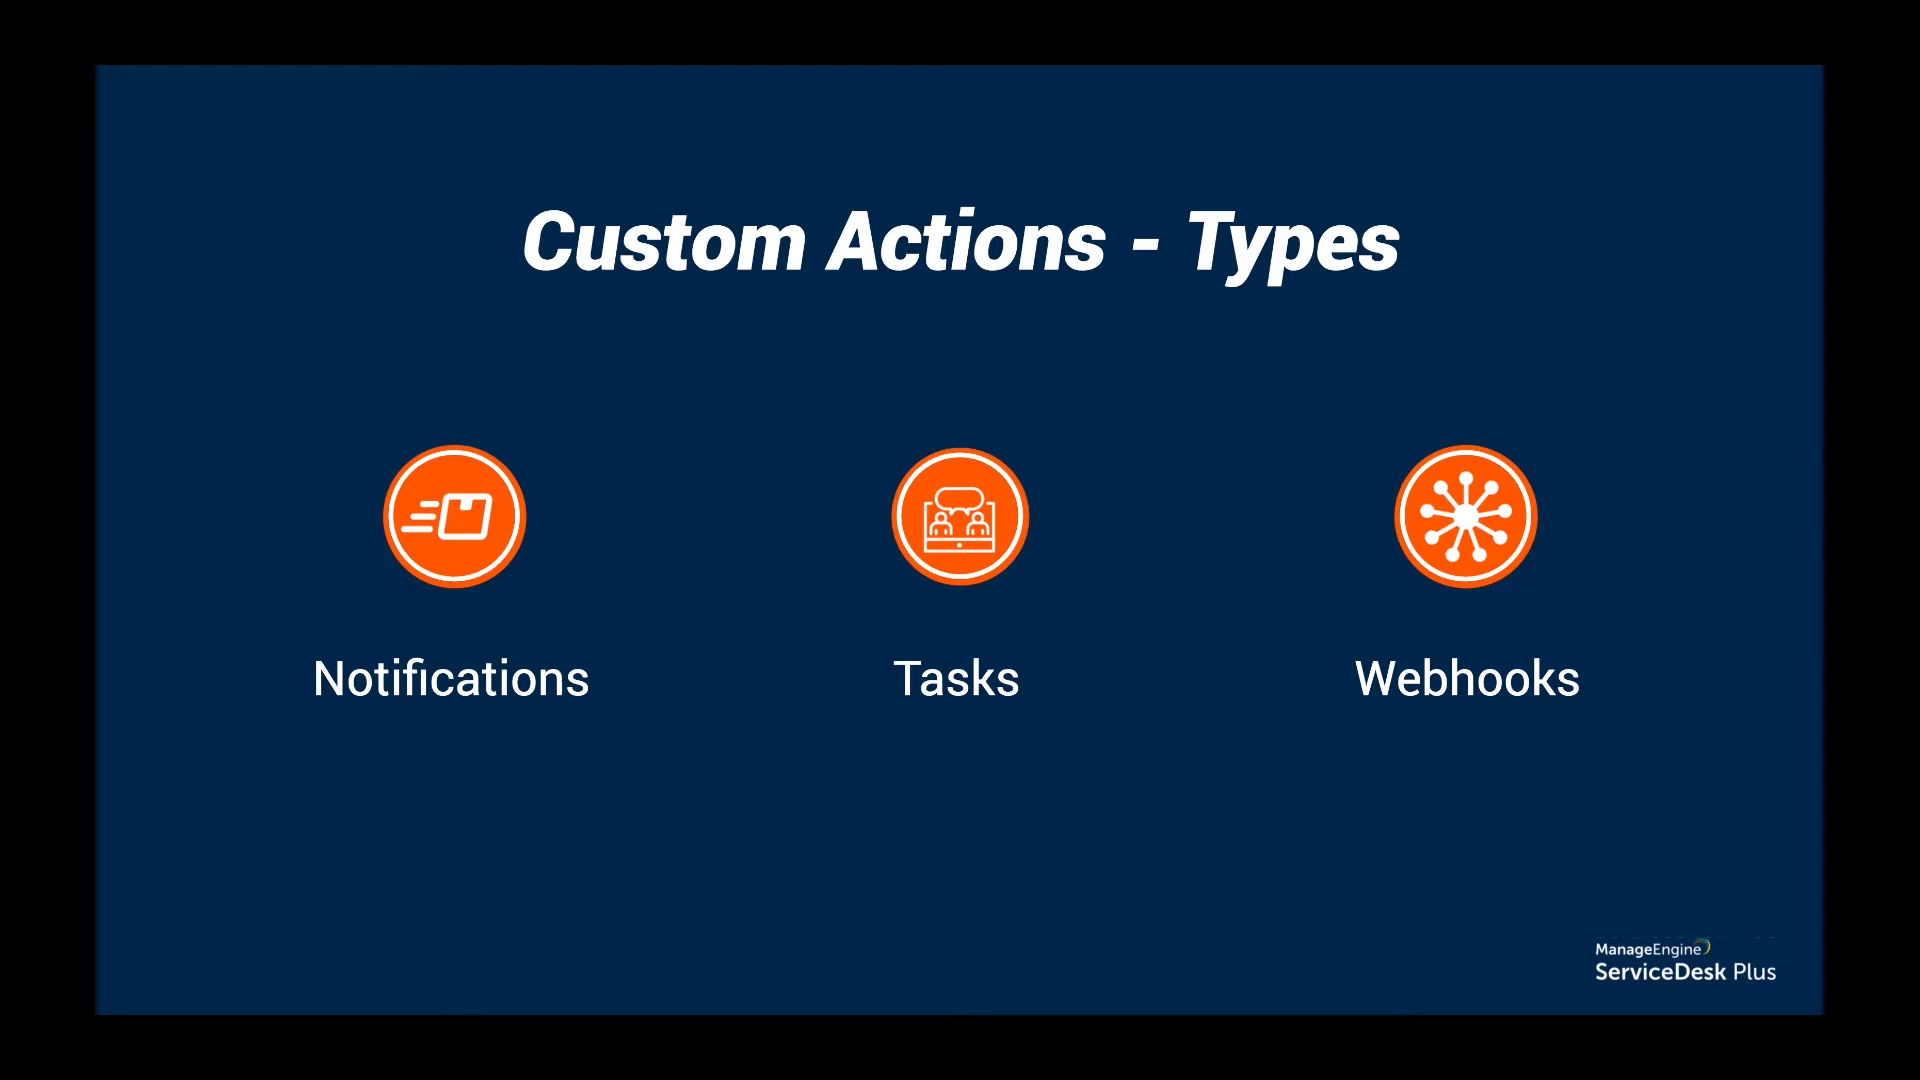 Custom Actions - Types
Notifications
Tasks
Webhooks
ManageEngine
ServiceDesk Plus